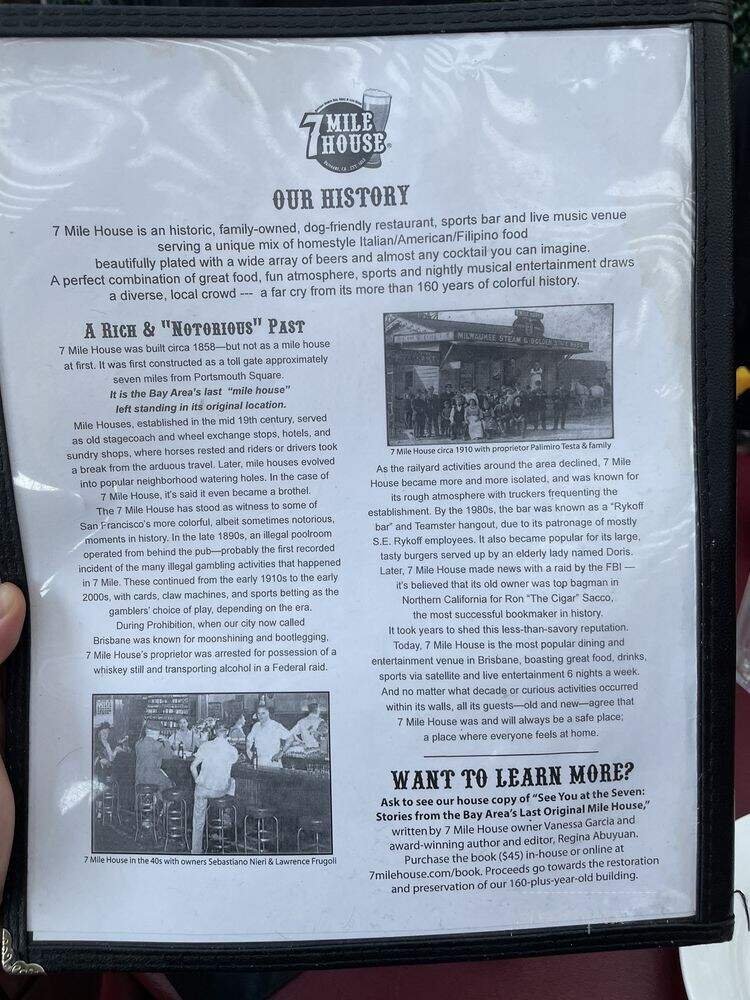 7 MILE
HOUSE
OUR HISTORY
7 Mile House is an historic, family-owned, dog-friendly restaurant, sports bar and live music venue
serving a unique mix of homestyle Italian/American/Filipino food
beautifully plated with a wide array of beers and almost any cocktail you can imagine.
A perfect combination of great food, fun atmosphere, sports and nightly musical entertainment draws
a diverse, local crowd --- a far cry from its more than 160 years of colorful history.
A RICH & "NOTORIOUS" PAST
7 Mile House was built circa 1858—but not as a mile house
at first. It was first constructed as a toll gate approximately
seven miles from Portsmouth Square.
It is the Bay Area's last "mile house"
left standing in its original location.
Mile Houses, established in the mid 19th century, served
as old stagecoach and wheel exchange stops, hotels, and
sundry shops, where horses rested and riders or drivers took
a break from the arduous travel. Later, mile houses evolved
into popular neighborhood watering holes. In the case of
7 Mile House, it's said it even became a brothel.
The 7 Mile House has stood as witness to some of
San Francisco's more colorful, albeit sometimes notorious,
moments in history. In the late 1890s, an illegal poolroom
operated from behind the pub—probably the first recorded
incident of the many illegal gambling activities that happened
in 7 Mile. These continued from the early 1910s to the early
2000s, with cards, claw machines, and sports betting as the
gamblers' choice of play, depending on the era.
During Prohibition, when our city now called
Brisbane was known for moonshining and bootlegging,
7 Mile House's proprietor was arrested for possession of a
whiskey still and transporting alcohol in a Federal raid.
7 Mile House in the 40s with owners Sebastiano Nieri & Lawrence Frugoli
MILWAUKEE STEAM & GOLDEN STATE BEER
7 Mile House circa 1910 with proprietor Palimiro Testa & family
As the railyard activities around the area declined, 7 Mile
House became more and more isolated, and was known for
its rough atmosphere with truckers frequenting the
establishment. By the 1980s, the bar was known as a "Rykoff
bar" and Teamster hangout, due to its patronage of mostly
S.E. Rykoff employees. It also became popular for its large,
tasty burgers served up by an elderly lady named Doris.
Later, 7 Mile House made news with a raid by the FBI —
it's believed that its old owner was top bagman in
Northern California for Ron "The Cigar" Sacco,
the most successful bookmaker in history.
It took years to shed this less-than-savory reputation.
Today, 7 Mile House is the most popular dining and
entertainment venue in Brisbane, boasting great food, drinks,
sports via satellite and live entertainment 6 nights a week.
And no matter what decade or curious activities occurred
within its walls, all its guests—old and new—agree that
7 Mile House was and will always be a safe place;
a place where everyone feels at home.
WANT TO LEARN MORE?
Ask to see our house copy of "See You at the Seven:
Stories from the Bay Area's Last Original Mile House,"
written by 7 Mile House owner Vanessa Garcia and
award-winning author and editor, Regina Abuyuan.
Purchase the book ($45) in-house or online at
7milehouse.com/book. Proceeds go towards the restoration
and preservation of our 160-plus-year-old building.